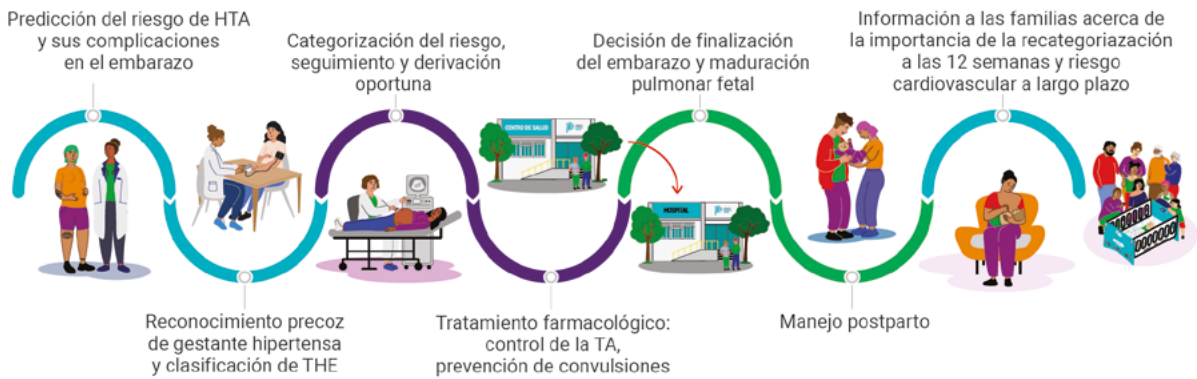 Predicción del riesgo de HTA
y sus complicaciones
en el embarazo
Reconocimiento precoz
de gestante hipertensa
y clasificación de THE
Categorización del riesgo,
seguimiento y derivación
oportuna
Tratamiento farmacológico:
control de la TA,
prevención de convulsiones
CENTRO DE SALUD
HOSPITAL
Decisión de finalización
del embarazo y maduración
pulmonar fetal
Manejo postparto
Información a las familias acerca de
la importancia de la recategoriazación
a las 12 semanas y riesgo
cardiovascular a largo plazo